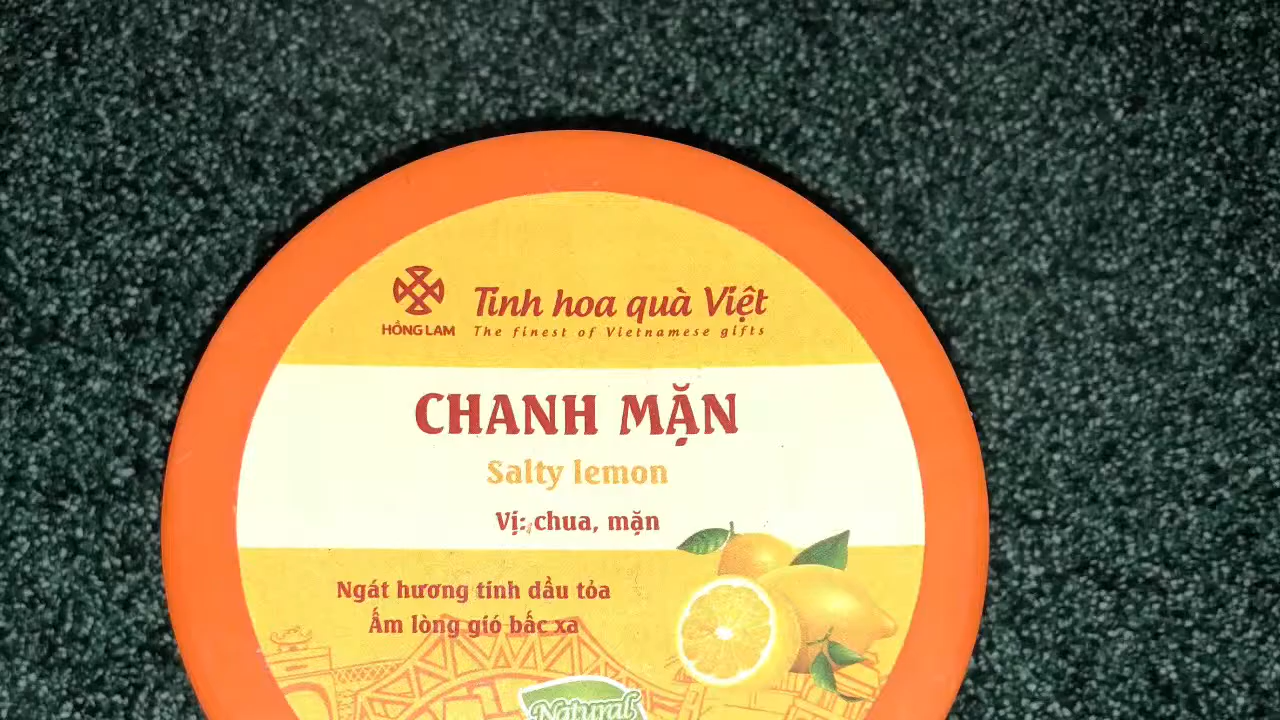 HỒNG LAM
Tinh hoa quà Việt
The finest of Vietnamese gifts
CHANH MẶN
Salty lemon
Vị: chua, mặn
Ngát hương tinh dầu tỏa
Ấm lòng gió bấc xa
Natural